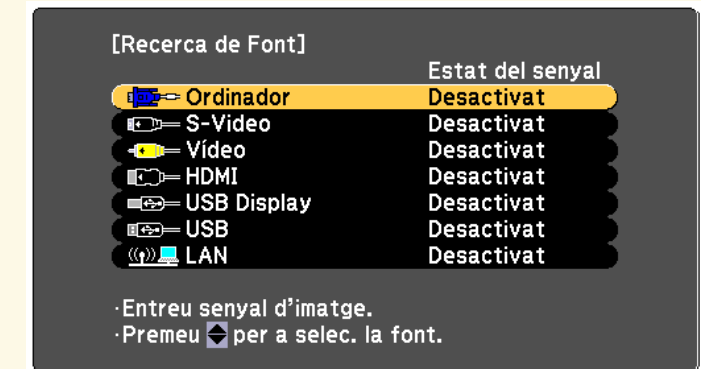 [Recerca de Font]
Estat del senyal
Ordinador Desactivat
S-Video Desactivat
Vídeo Desactivat
HDMI Desactivat
USB Display Desactivat
USB Desactivat
LAN Desactivat
·Entreu senyal d'imatge.
·Premeu per a selec. la font.